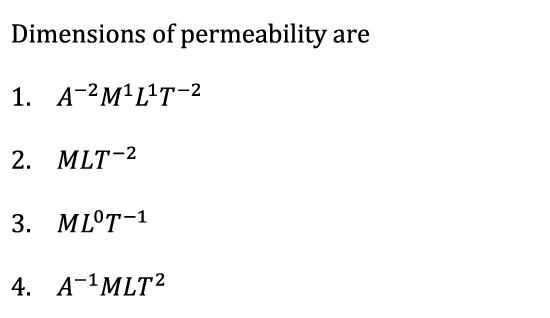 Dimensions of permeability are
1. A⁻²M¹L¹T⁻²
2. MLT⁻²
3. ML⁰T⁻¹
4. A⁻¹MLT²